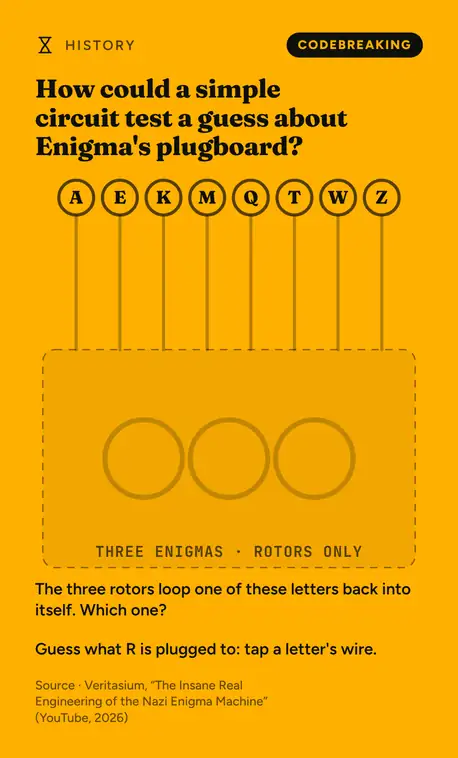 HISTORY
CODEBREAKING
How could a simple
circuit test a guess about
Enigma's plugboard?
A E K M Q T W Z
THREE ENIGMAS · ROTORS ONLY
The three rotors loop one of these letters back into
itself. Which one?
Guess what R is plugged to: tap a letter's wire.
Source · Veritasium, “The Insane Real
Engineering of the Nazi Enigma Machine”
(YouTube, 2026)